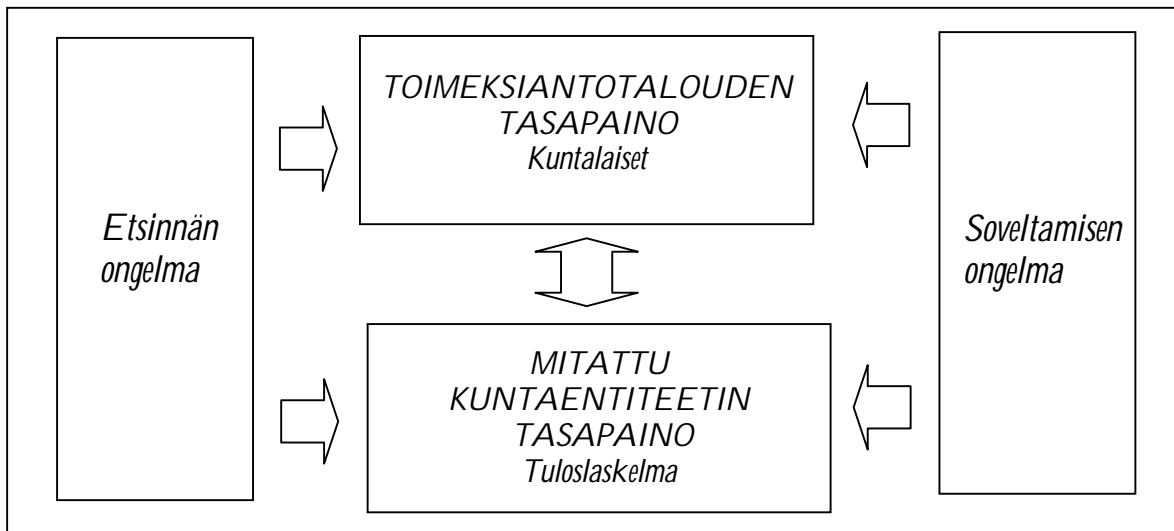 Etsinnän
ongelma
TOIMEKSIANTOTALOUDEN
TASAPAINO
Kuntalaiset
MITATTU
KUNTAENTITEETIN
TASAPAINO
Tuloslaskelma
Soveltamisen
ongelma